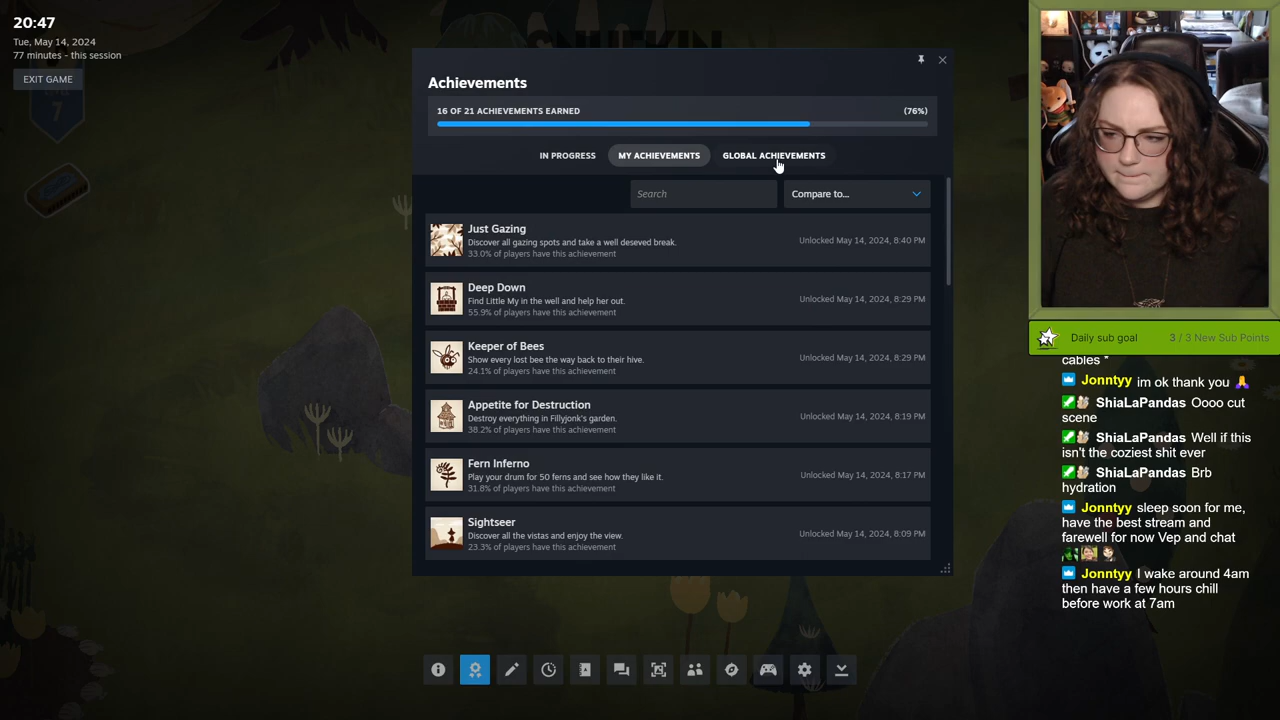 20:47
Tue, May 14, 2024
77 minutes - this session
EXIT GAME
7
Achievements
16 OF 21 ACHIEVEMENTS EARNED
(76%)
IN PROGRESS
MY ACHIEVEMENTS
GLOBAL ACHIEVEMENTS
Search
Compare to...
Just Gazing
Discover all gazing spots and take a well deseved break.
33.0% of players have this achievement
Unlocked May 14, 2024, 8:40 PM
Deep Down
Find Little My in the well and help her out.
55.9% of players have this achievement
Unlocked May 14, 2024, 8:29 PM
Keeper of Bees
Show every lost bee the way back to their hive.
24.1% of players have this achievement
Unlocked May 14, 2024, 8:29 PM
Appetite for Destruction
Destroy everything in Fillyjonk's garden.
38.2% of players have this achievement
Unlocked May 14, 2024, 8:19 PM
Fern Inferno
Play your drum for 50 ferns and see how they like it.
31.8% of players have this achievement
Unlocked May 14, 2024, 8:17 PM
Sightseer
Discover all the vistas and enjoy the view.
23.3% of players have this achievement
Unlocked May 14, 2024, 8:09 PM
Daily sub goal
3 / 3 New Sub Points
cables "
Jonntyy im ok thank you
ShiaLaPandas Oooo cut
scene
ShiaLaPandas Well if this
isn't the coziest shit ever
ShiaLaPandas Brb
hydration
Jonntyy sleep soon for me,
have the best stream and
farewell for now Vep and chat
Jonntyy I wake around 4am
then have a few hours chill
before work at 7am